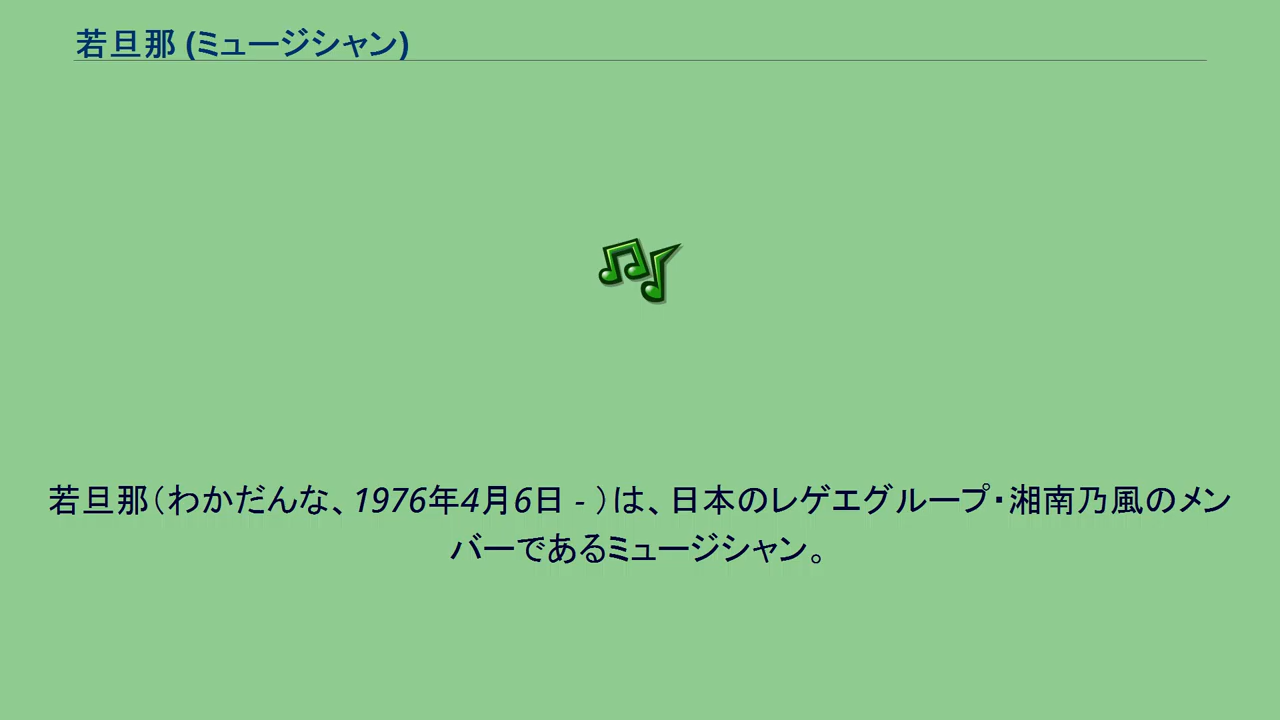 若旦那 (ミュージシャン)
若旦那（わかだんな、1976年4月6日 - ）は、日本のレゲエグループ・湘南乃風のメン
バーであるミュージシャン。